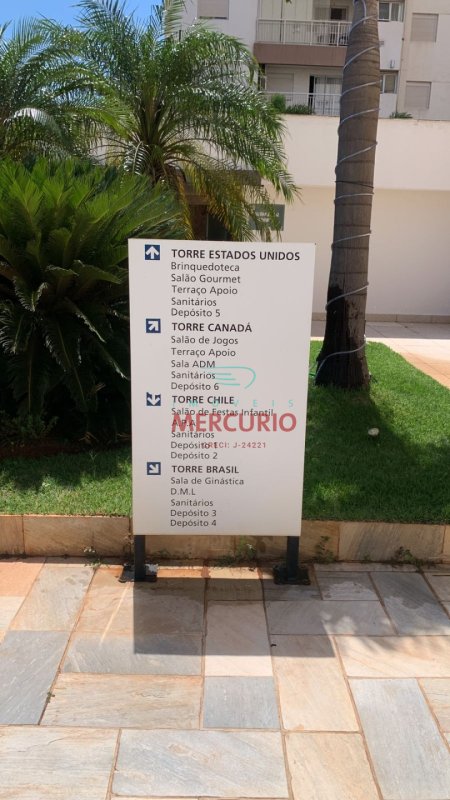 TORRE ESTADOS UNIDOS
Brinquedoteca
Salão Gourmet
Terraço Apoio
Sanitários
Depósito 5
TORRE CANADÁ
Salão de Jogos
Terraço Apoio
Sala ADM
Sanitários
Depósito 6
TORRE CHILE
Salão de Festas Infantil
Sanitários
Depósito 1
Depósito 2
TORRE BRASIL
Sala de Ginástica
D.M.L
Sanitários
Depósito 3
Depósito 4
IMÓVEIS
MERCURIO
CRECI: J-24221